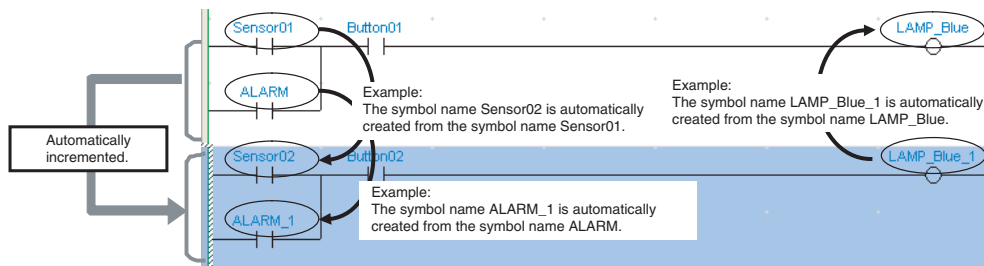 Sensor01
Button01
LAMP_Blue
ALARM
Example:
The symbol name Sensor02 is automatically
created from the symbol name Sensor01.
Example:
The symbol name LAMP_Blue_1 is automatically
created from the symbol name LAMP_Blue.
Automatically
incremented.
Sensor02
Button02
LAMP_Blue_1
Example:
The symbol name ALARM_1 is automatically
created from the symbol name ALARM.
ALARM_1